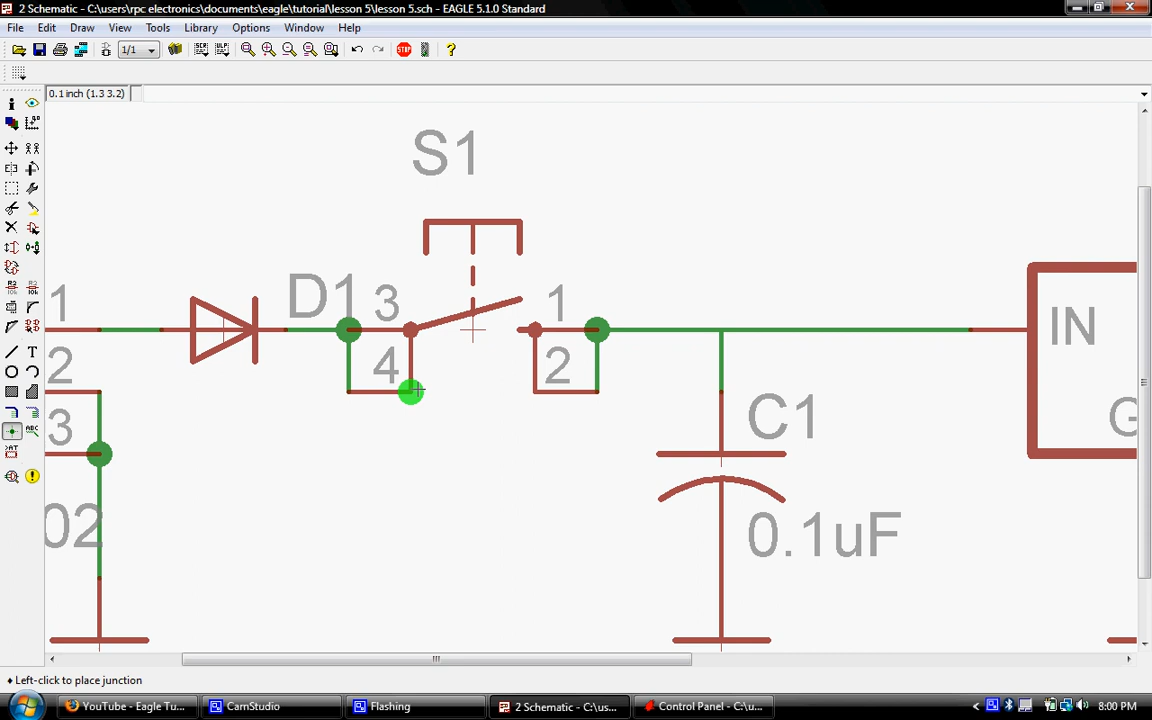 2 Schematic - C:\users\rpc electronics\documents\eagle\tutorial\lesson 5\lesson 5.sch - EAGLE 5.1.0 Standard
File Edit Draw View Tools Library Options Window Help
1/1
0.1 inch (1.3 3.2)
S1
D1
1
3
1
IN
2
4
2
3
C1
G
02
0.1uF
Left-click to place junction
YouTube - Eagle Tu...
CamStudio
Flashing
2 Schematic - C:\us...
Control Panel - C:\u...
8:00 PM